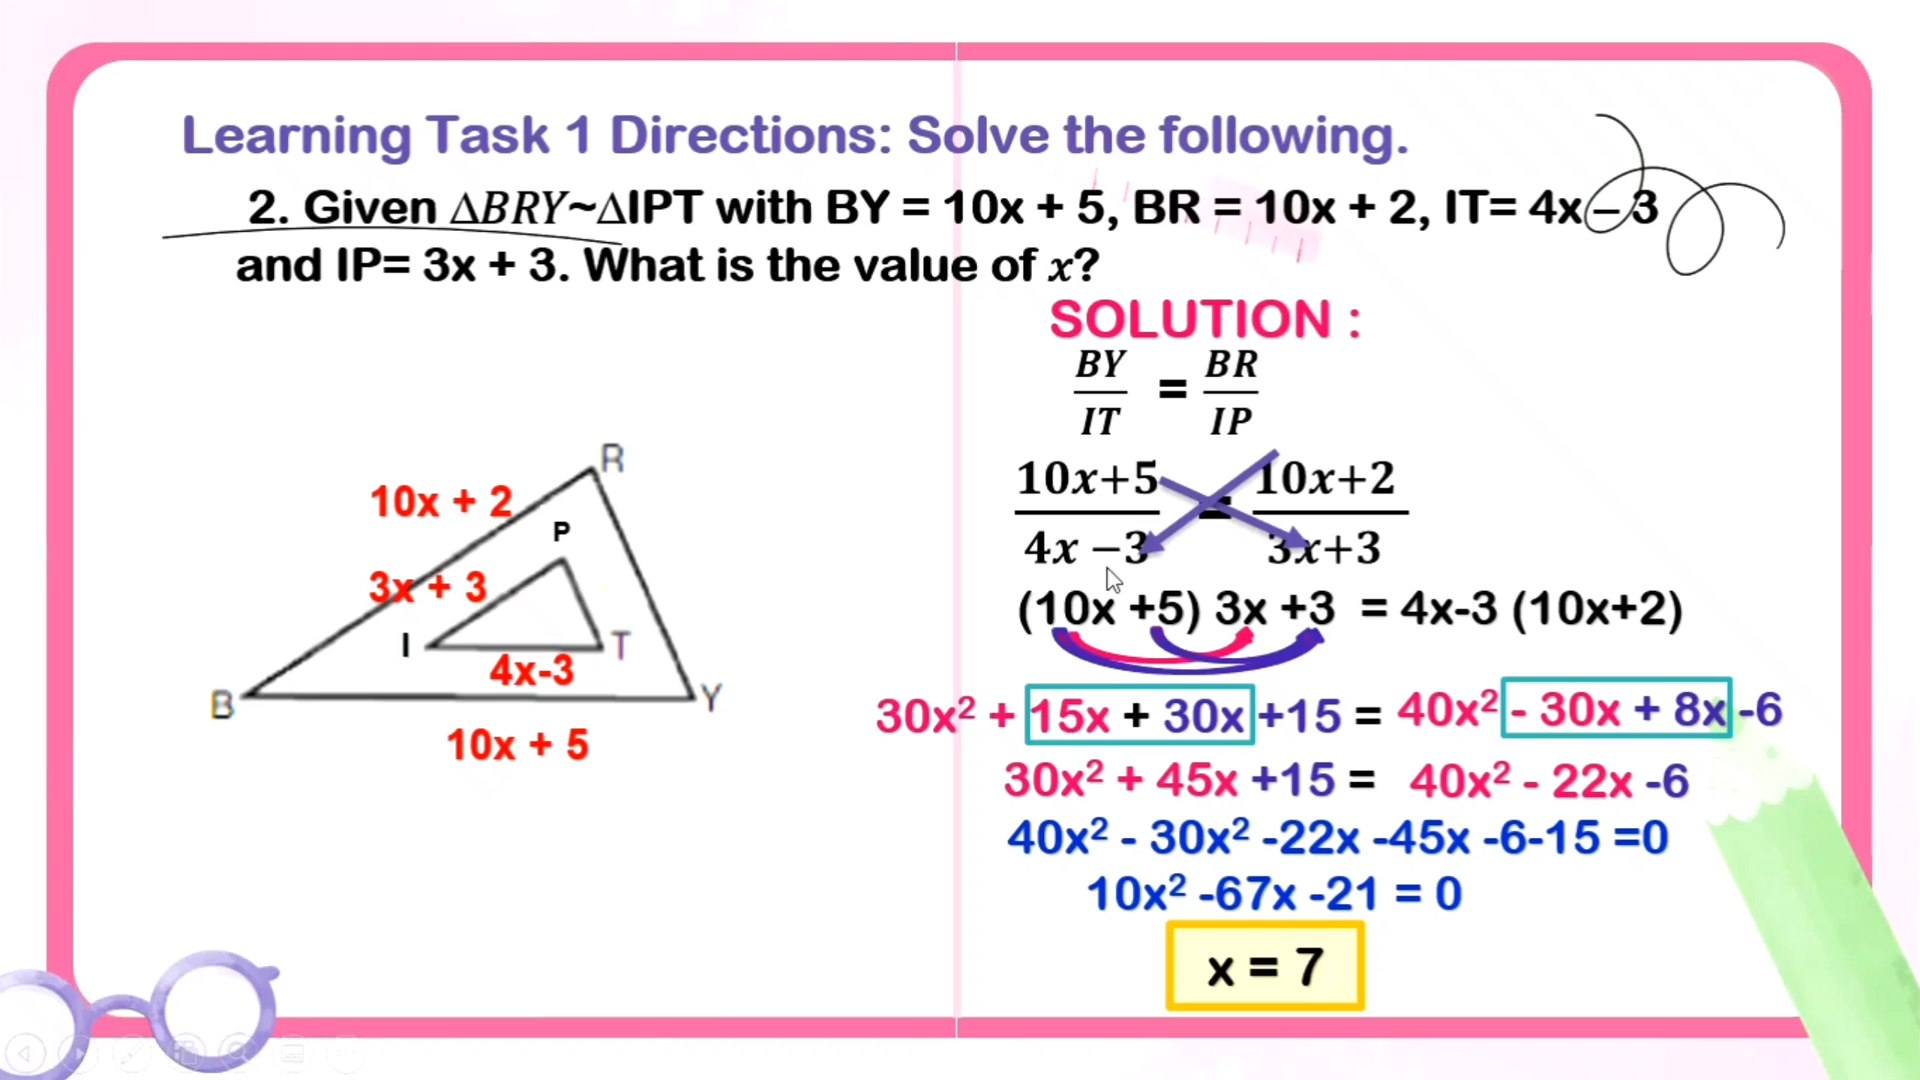 Learning Task 1 Directions: Solve the following.
2. Given ∆BRY~∆IPT with BY = 10x + 5, BR = 10x + 2, IT= 4x – 3
and IP= 3x + 3. What is the value of x?
SOLUTION :
BY/IT = BR/IP
10x+5/4x –3 = 10x+2/3x+3
(10x +5) 3x +3 = 4x-3 (10x+2)
30x² + 15x + 30x +15 = 40x² - 30x + 8x -6
30x² + 45x +15 = 40x² - 22x -6
40x² - 30x² -22x -45x -6-15 =0
10x² -67x -21 = 0
x = 7
R
10x + 2
P
3x + 3
I
T
4x-3
B
Y
10x + 5